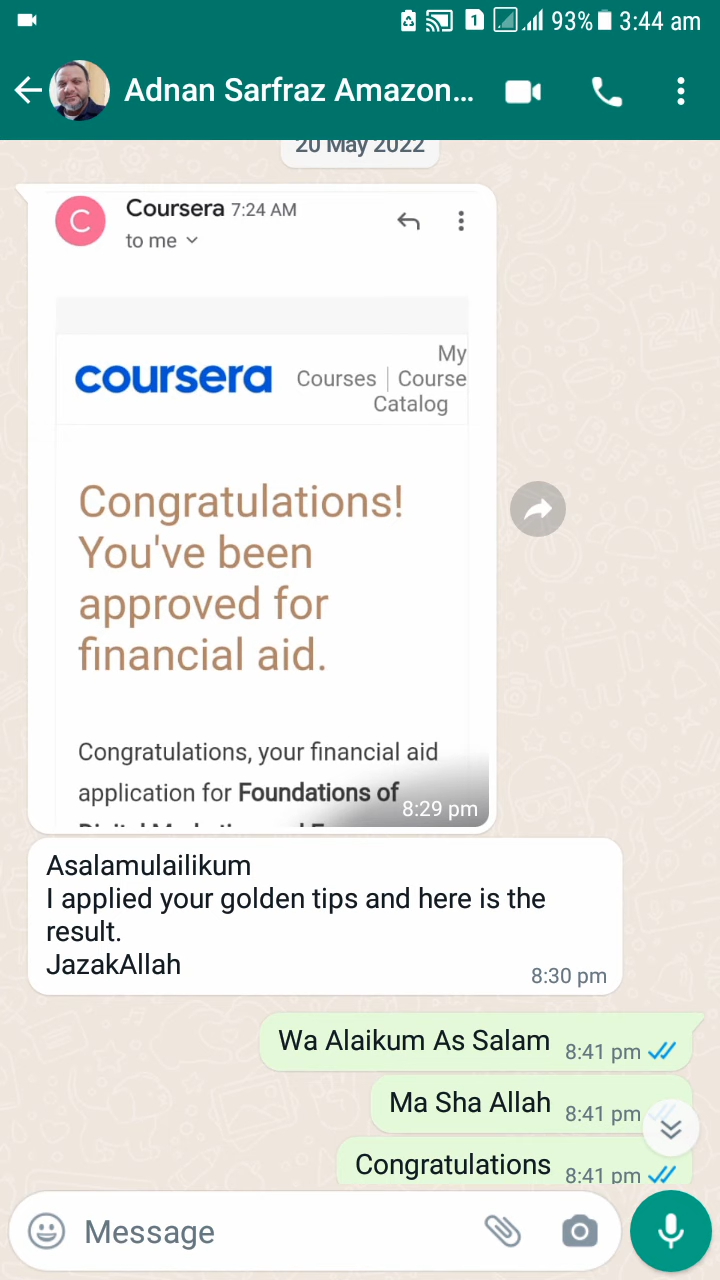 1
93%
3:44 am
Adnan Sarfraz Amazon...
20 May 2022
C
Coursera 7:24 AM
to me
coursera
My
Courses | Course
Catalog
Congratulations!
You've been
approved for
financial aid.
Congratulations, your financial aid
application for Foundations of
8:29 pm
Asalamulailikum
I applied your golden tips and here is the
result.
JazakAllah
8:30 pm
Wa Alaikum As Salam 8:41 pm
Ma Sha Allah 8:41 pm
Congratulations 8:41 pm
Message